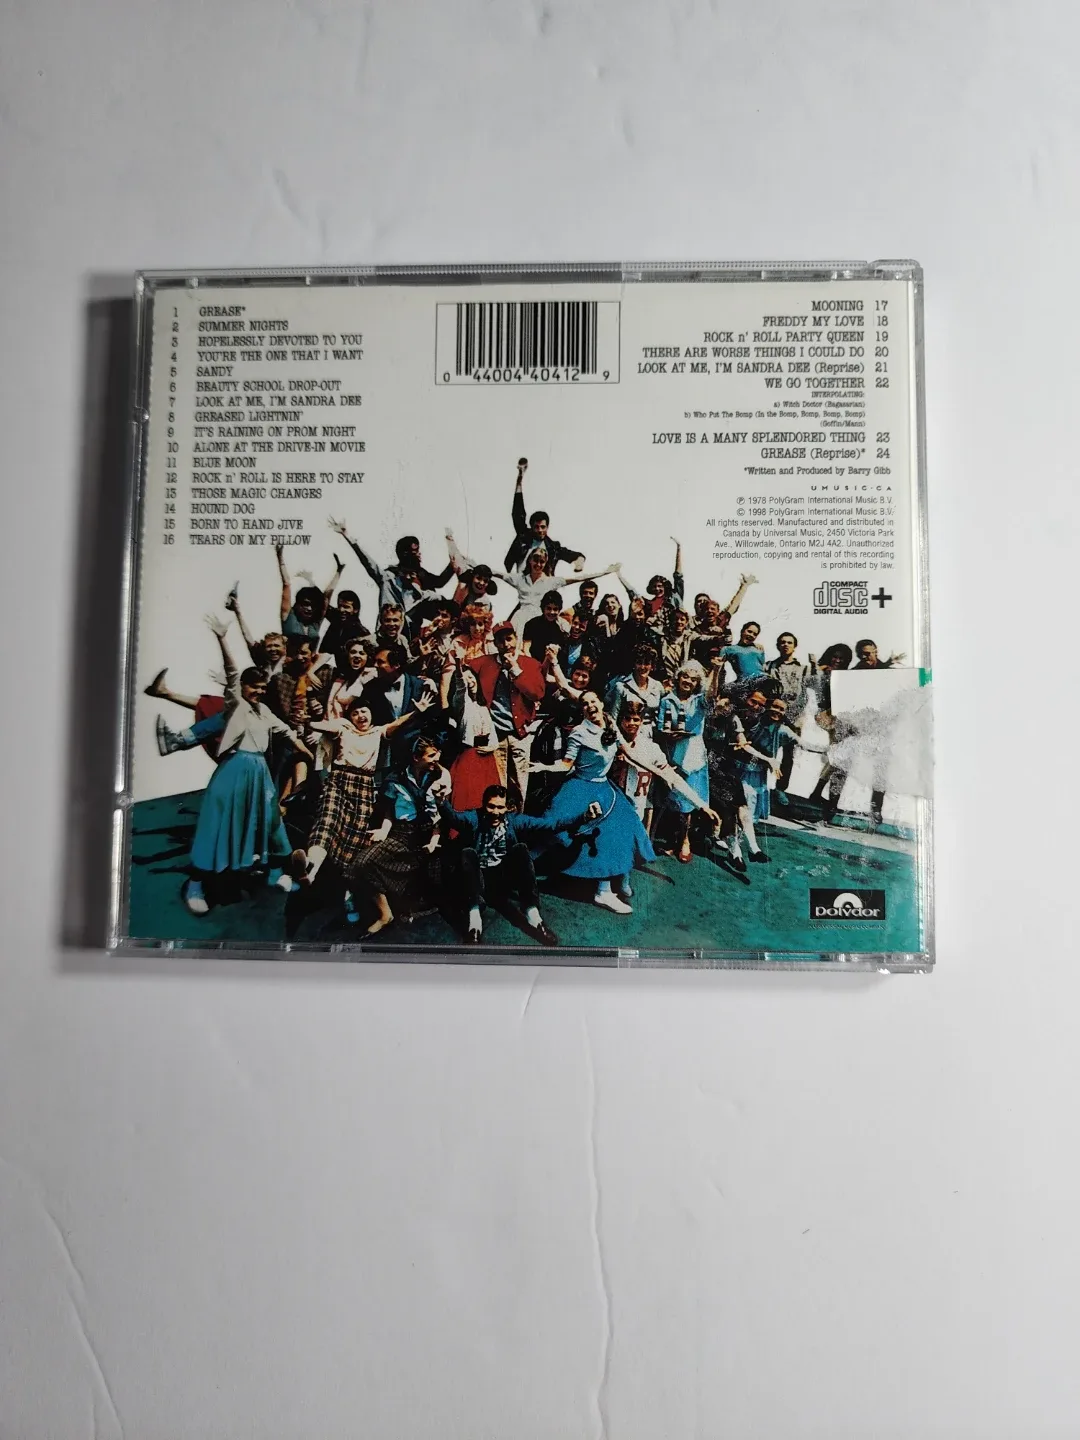 1 GREASE*
2 SUMMER NIGHTS
3 HOPELESSLY DEVOTED TO YOU
4 YOU'RE THE ONE THAT I WANT
5 SANDY
6 BEAUTY SCHOOL DROP-OUT
7 LOOK AT ME, I'M SANDRA DEE
8 GREASED LIGHTNIN'
9 IT'S RAINING ON PROM NIGHT
10 ALONE AT THE DRIVE-IN MOVIE
11 BLUE MOON
12 ROCK n' ROLL IS HERE TO STAY
13 THOSE MAGIC CHANGES
14 HOUND DOG
15 BORN TO HAND JIVE
16 TEARS ON MY PILLOW
0 44004 40412 9
MOONING 17
FREDDY MY LOVE 18
ROCK n' ROLL PARTY QUEEN 19
THERE ARE WORSE THINGS I COULD DO 20
LOOK AT ME, I'M SANDRA DEE (Reprise) 21
WE GO TOGETHER 22
INTERPOLATING:
a) Witch Doctor (Bagasarian)
b) Who Put The Bomp (In the Bomp, Bomp, Bomp, Bomp)
(Goffin/Mann)
LOVE IS A MANY SPLENDORED THING 23
GREASE (Reprise)* 24
*Written and Produced by Barry Gibb
UMUSIC.CA
℗ 1978 PolyGram International Music B.V.
© 1998 PolyGram International Music B.V.
All rights reserved. Manufactured and distributed in
Canada by Universal Music, 2450 Victoria Park
Ave., Willowdale, Ontario M2J 4A2. Unauthorized
reproduction, copying and rental of this recording
is prohibited by law.
COMPACT
disc+
DIGITAL AUDIO
R
polydor